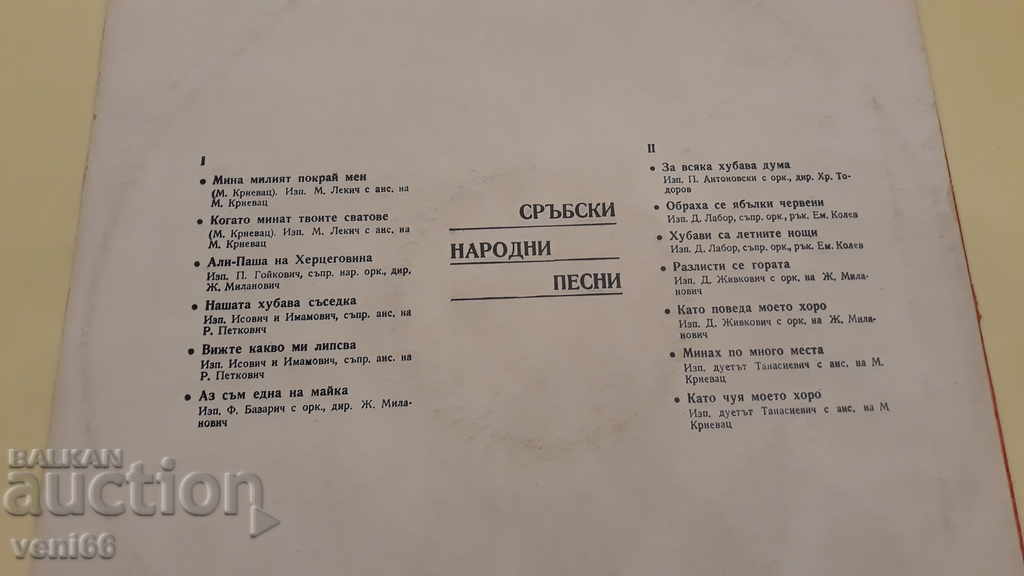 I
• Мина милият покрай мен
(М. Криевац). Изп. М. Лекич с анс. на
М. Криевац
• Когато минат твоите сватове
(М. Криевац). Изп. М. Лекич с анс. на
М. Криевац
• Али-Паша на Херцеговина
Изп. П. Гойкович, съпр. нар. орк., дир.
Ж. Миланович
• Нашата хубава съседка
Изп. Исович и Имамович, съпр. анс. на
Р. Петкович
• Вижте какво ми липсва
Изп. Исович и Имамович, съпр. анс. на
Р. Петкович
• Аз съм една на майка
Изп. Ф. Баварич с орк., дир. Ж. Мила-
нович
СРЪБСКИ
НАРОДНИ
ПЕСНИ
II
• За всяка хубава дума
Изп. П. Антоновски с орк., дир. Хр. То-
доров
• Обраха се ябълки червени
Изп. Д. Лабор, съпр. орк., рък. Ем. Колев
• Хубави са летните нощи
Изп. Д. Лабор, съпр. орк., рък. Ем. Колев
• Разлисти се гората
Изп. Д. Живкович с орк. на Ж. Милан-
ович
• Като поведа моето хоро
Изп. Д. Живкович с орк. на Ж. Мила-
нович
• Минах по много места
Изп. дуетът Танасиевич с анс. на М.
Криевац
• Като чуя моето хоро
Изп. дуетът Танасиевич с анс. на М
Криевац
BALKAN
auction
veni66